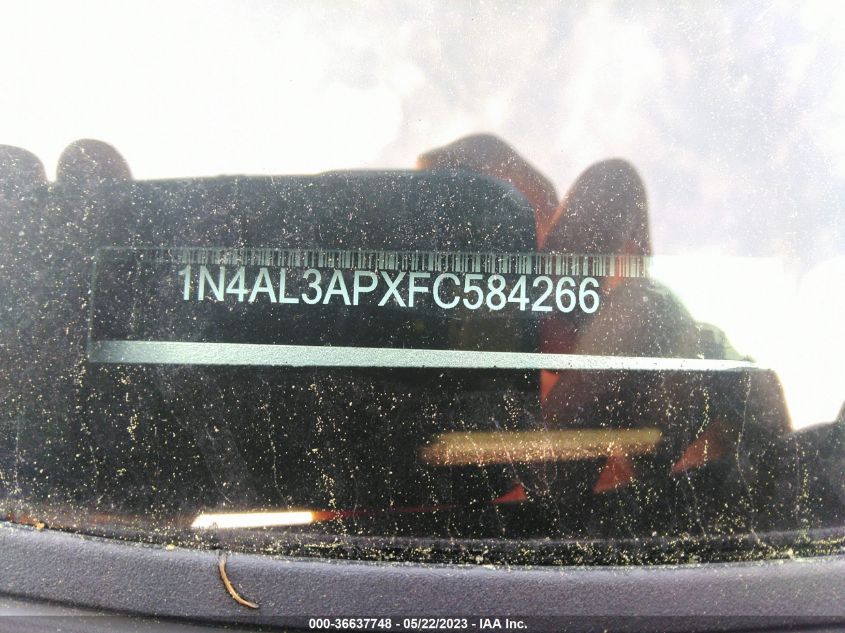 1N4AL3APXFC584266
000-36637748 - 05/22/2023 - IAA Inc.